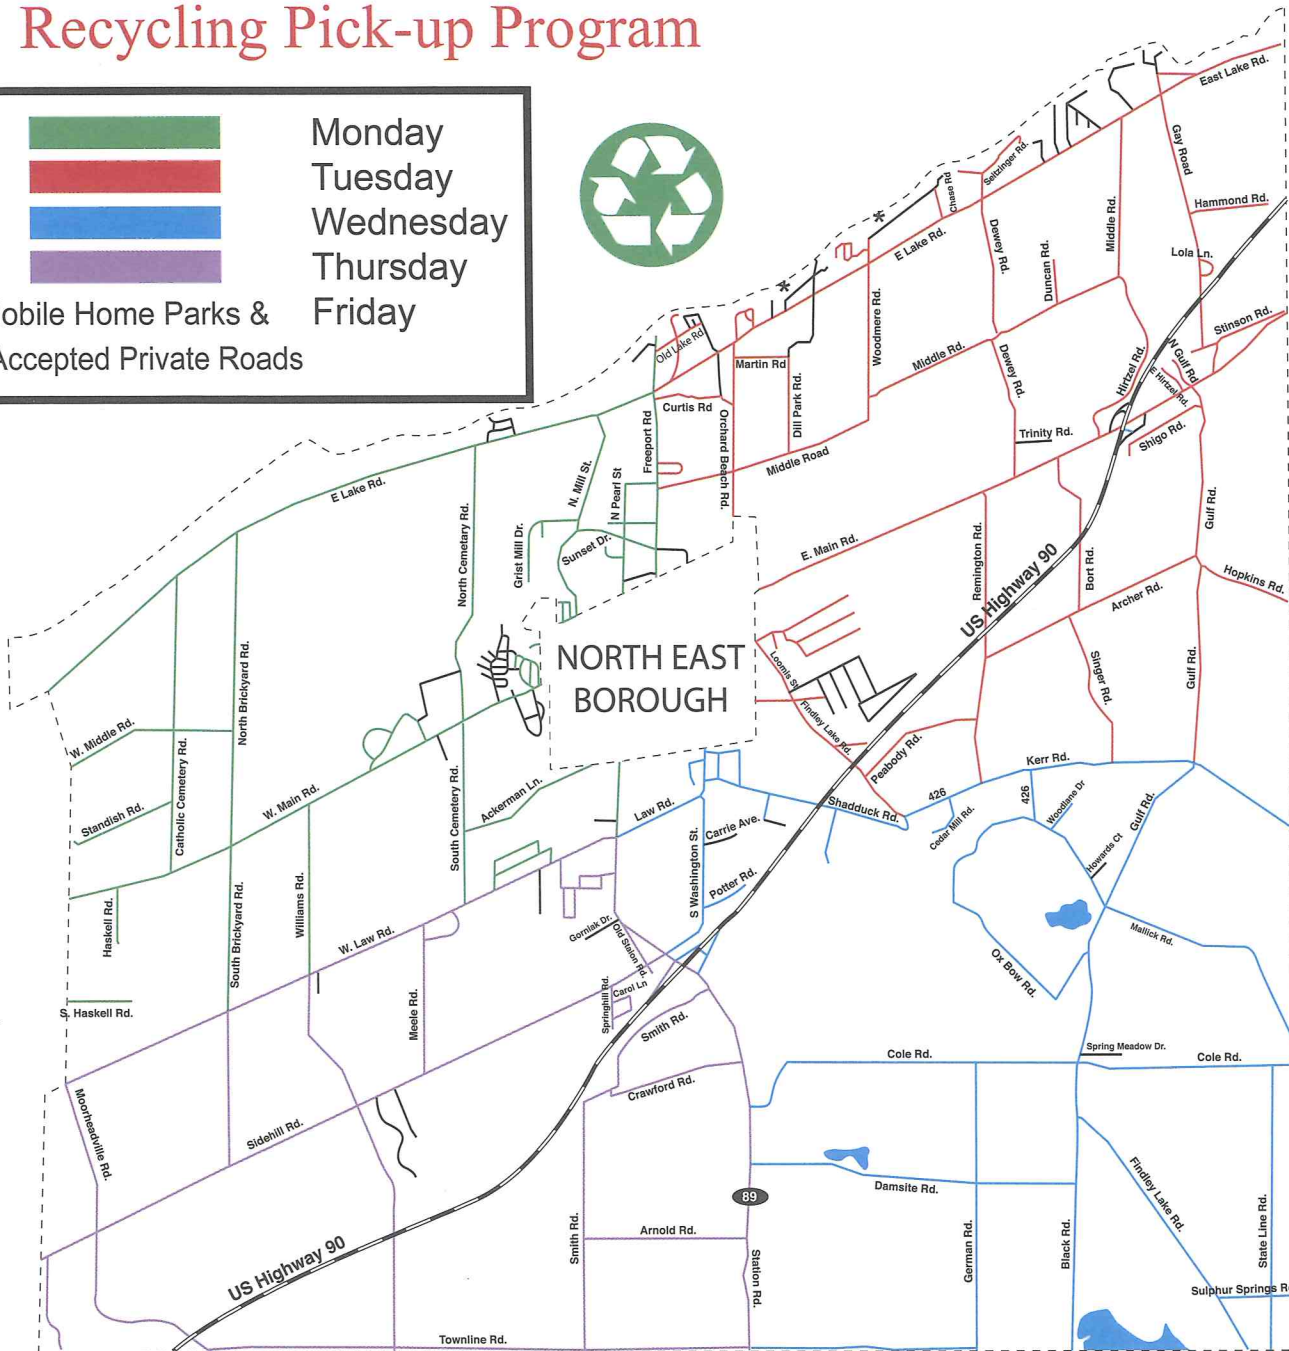 Recycling Pick-up Program
Monday
Tuesday
Wednesday
Thursday
obile Home Parks & Friday
Accepted Private Roads
East Lake Rd.
Gay Road
Seltzinger Rd.
Chase Rd
Hammond Rd.
Middle Rd.
E Lake Rd.
Dewey Rd.
Duncan Rd.
Lola Ln.
*
*
Woodmere Rd.
Stinson Rd.
Old Lake Rd
Martin Rd
Middle Rd.
Dewey Rd.
Hirtzel Rd.
N Gulf Rd
E Hirtzel Rd.
Dill Park Rd.
Curtis Rd
Orchard Beach Rd.
Freeport Rd
Trinity Rd.
Shigo Rd.
Middle Road
E Lake Rd.
N. Mill St.
N Pearl St
North Cemetary Rd.
Grist Mill Dr.
Sunset Dr.
E. Main Rd.
Remington Rd.
US Highway 90
Bort Rd.
Gulf Rd.
Archer Rd.
Hopkins Rd.
NORTH EAST
BOROUGH
Loomis St
Findley Lake Rd.
Singer Rd.
Gulf Rd.
North Brickyard Rd.
W. Middle Rd.
Catholic Cemetery Rd.
Peabody Rd.
Kerr Rd.
W. Main Rd.
Standish Rd.
South Cemetery Rd.
Ackerman Ln.
Law Rd.
Shadduck Rd.
426
426
Cedar Mill Rd.
Woodlane Dr
Gulf Rd.
Carrie Ave.
S Washington St.
Potter Rd.
Howards Ct
Haskell Rd.
South Brickyard Rd.
Williams Rd.
W. Law Rd.
Gorniak Dr.
Old Staion Rd.
Mallick Rd.
Ox Bow Rd.
S. Haskell Rd.
Meele Rd.
Springhill Rd.
Carol Ln
Smith Rd.
Cole Rd.
Spring Meadow Dr.
Cole Rd.
Crawford Rd.
Moorheadville Rd.
Sidehill Rd.
Damsite Rd.
89
Findley Lake Rd.
State Line Rd.
Smith Rd.
Arnold Rd.
Station Rd.
German Rd.
Black Rd.
US Highway 90
Sulphur Springs R
Townline Rd.